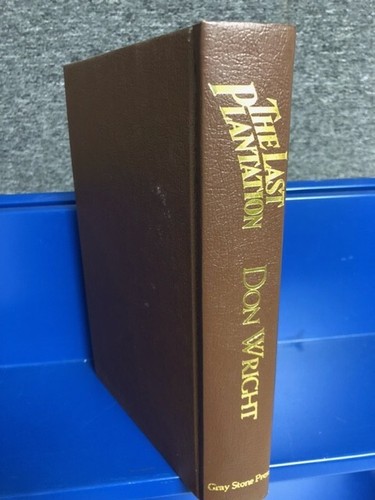 THE LAST
PLANTATION
DON WRIGHT
Gray Stone Press